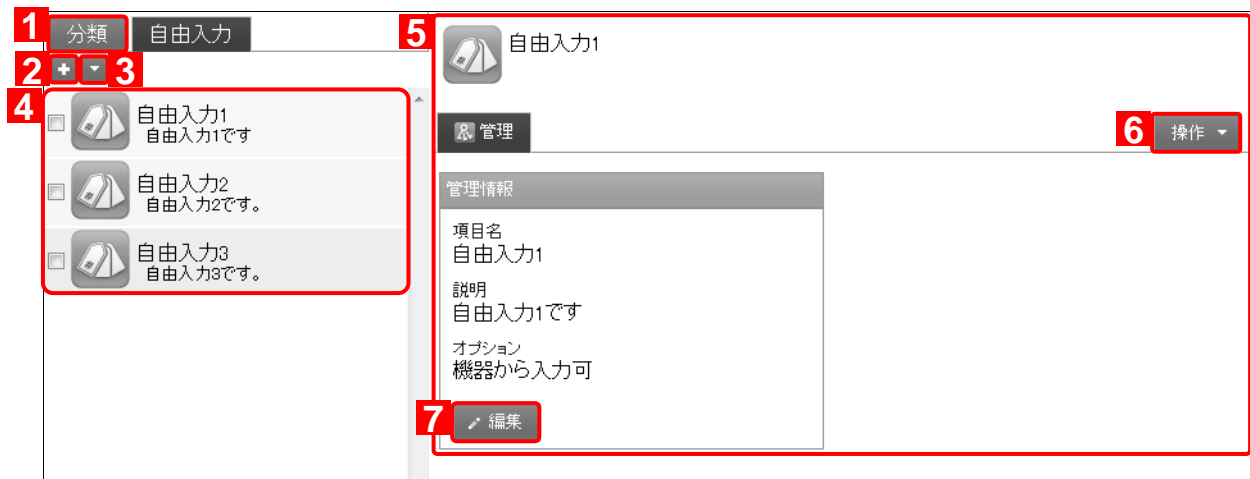 1
分類
自由入力
2
3
4
自由入力1
自由入力1です
自由入力2
自由入力2です。
自由入力3
自由入力3です。
5
自由入力1
管理
6
操作
管理情報
項目名
自由入力1
説明
自由入力1です
オプション
機器から入力可
7
編集